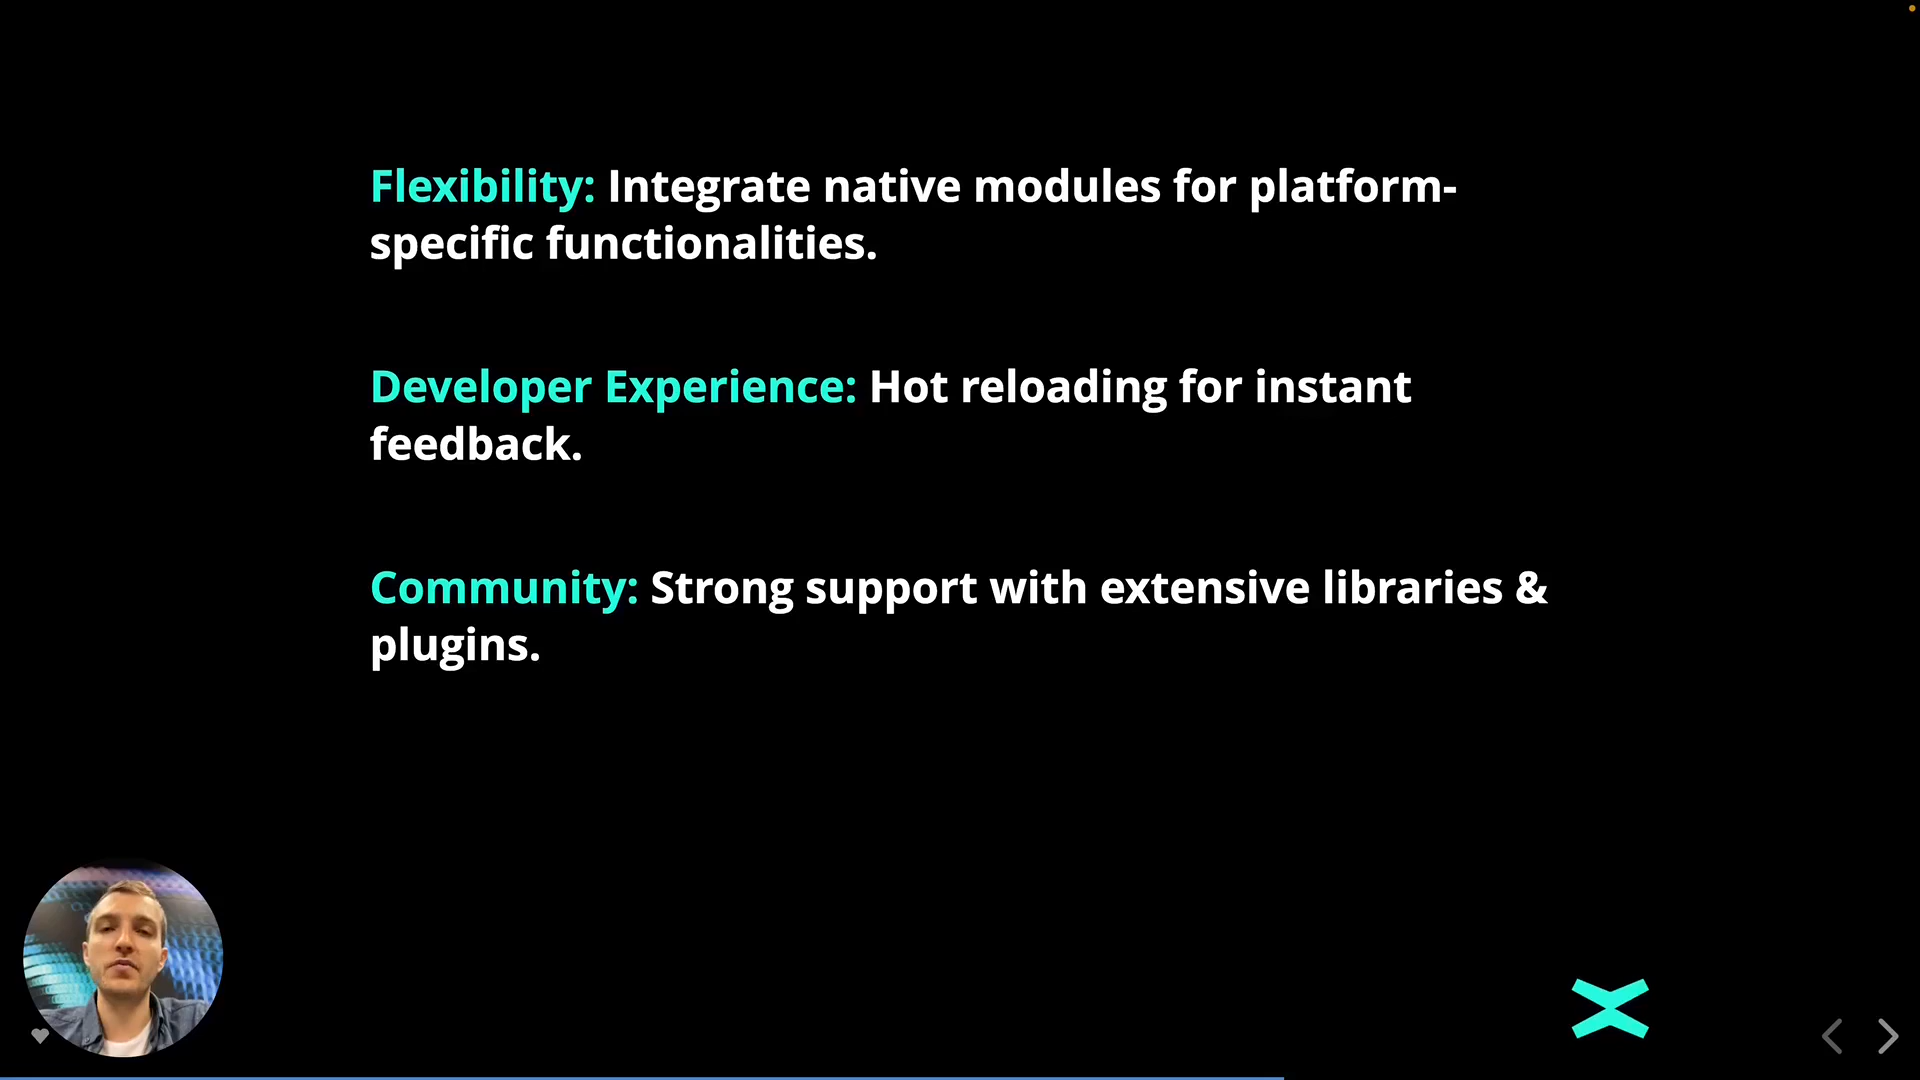 Flexibility: Integrate native modules for platform-
specific functionalities.
Developer Experience: Hot reloading for instant
feedback.
Community: Strong support with extensive libraries &
plugins.